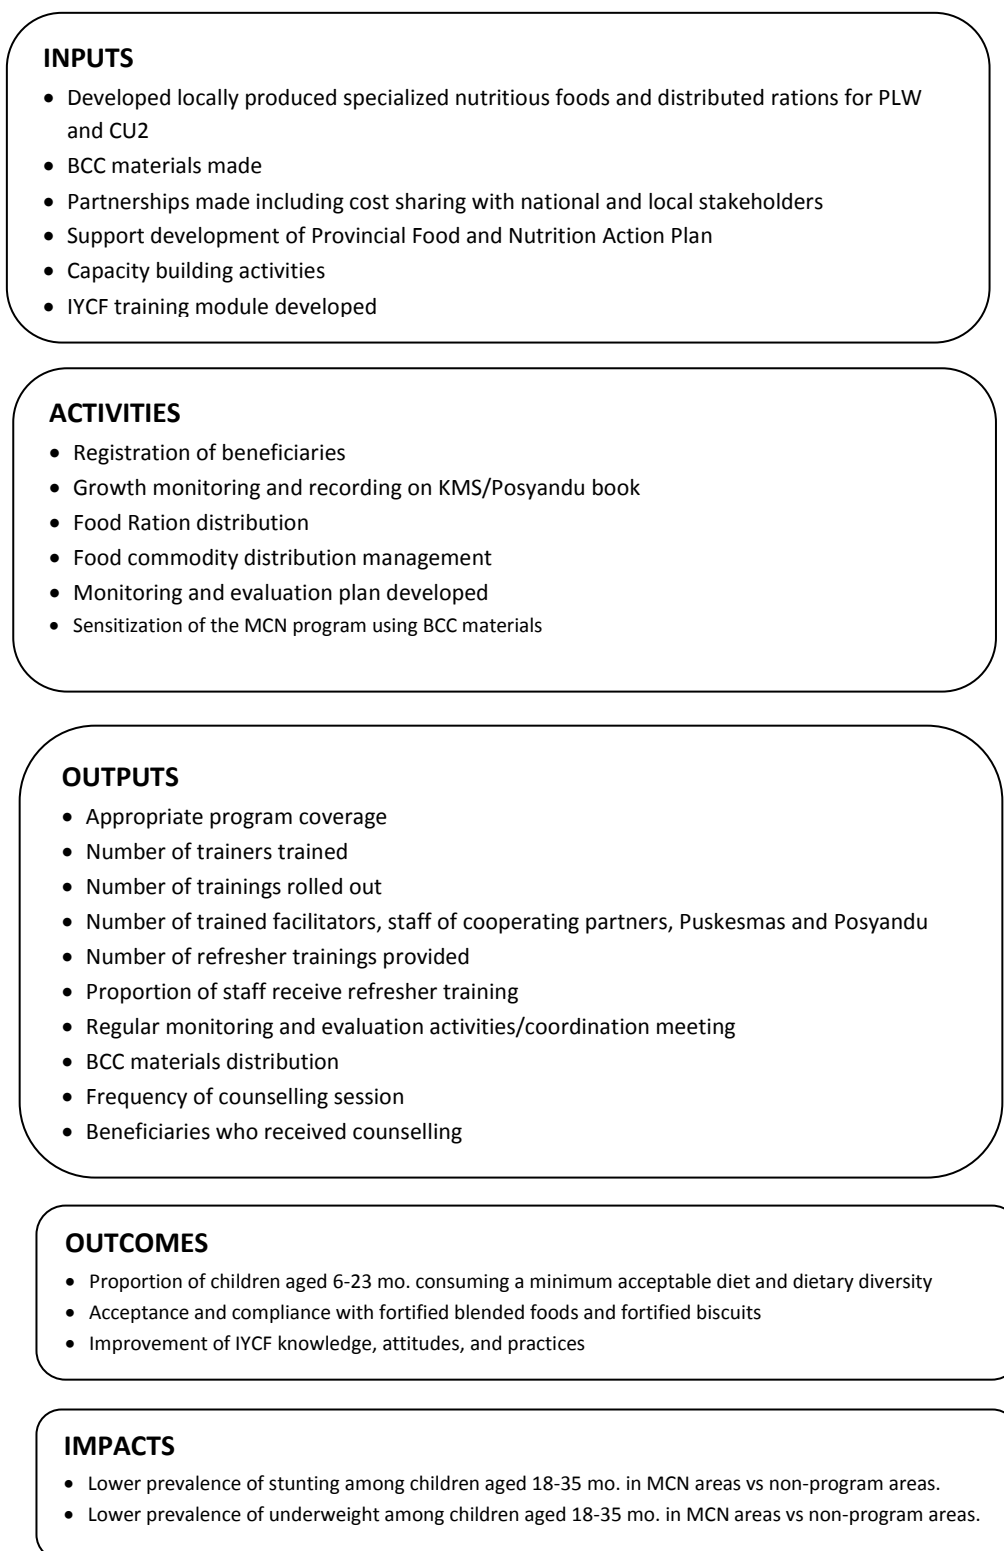 INPUTS
• Developed locally produced specialized nutritious foods and distributed rations for PLW
and CU2
• BCC materials made
• Partnerships made including cost sharing with national and local stakeholders
• Support development of Provincial Food and Nutrition Action Plan
• Capacity building activities
• IYCF training module developed
ACTIVITIES
• Registration of beneficiaries
• Growth monitoring and recording on KMS/Posyandu book
• Food Ration distribution
• Food commodity distribution management
• Monitoring and evaluation plan developed
• Sensitization of the MCN program using BCC materials
OUTPUTS
• Appropriate program coverage
• Number of trainers trained
• Number of trainings rolled out
• Number of trained facilitators, staff of cooperating partners, Puskesmas and Posyandu
• Number of refresher trainings provided
• Proportion of staff receive refresher training
• Regular monitoring and evaluation activities/coordination meeting
• BCC materials distribution
• Frequency of counselling session
• Beneficiaries who received counselling
OUTCOMES
• Proportion of children aged 6-23 mo. consuming a minimum acceptable diet and dietary diversity
• Acceptance and compliance with fortified blended foods and fortified biscuits
• Improvement of IYCF knowledge, attitudes, and practices
IMPACTS
• Lower prevalence of stunting among children aged 18-35 mo. in MCN areas vs non-program areas.
• Lower prevalence of underweight among children aged 18-35 mo. in MCN areas vs non-program areas.